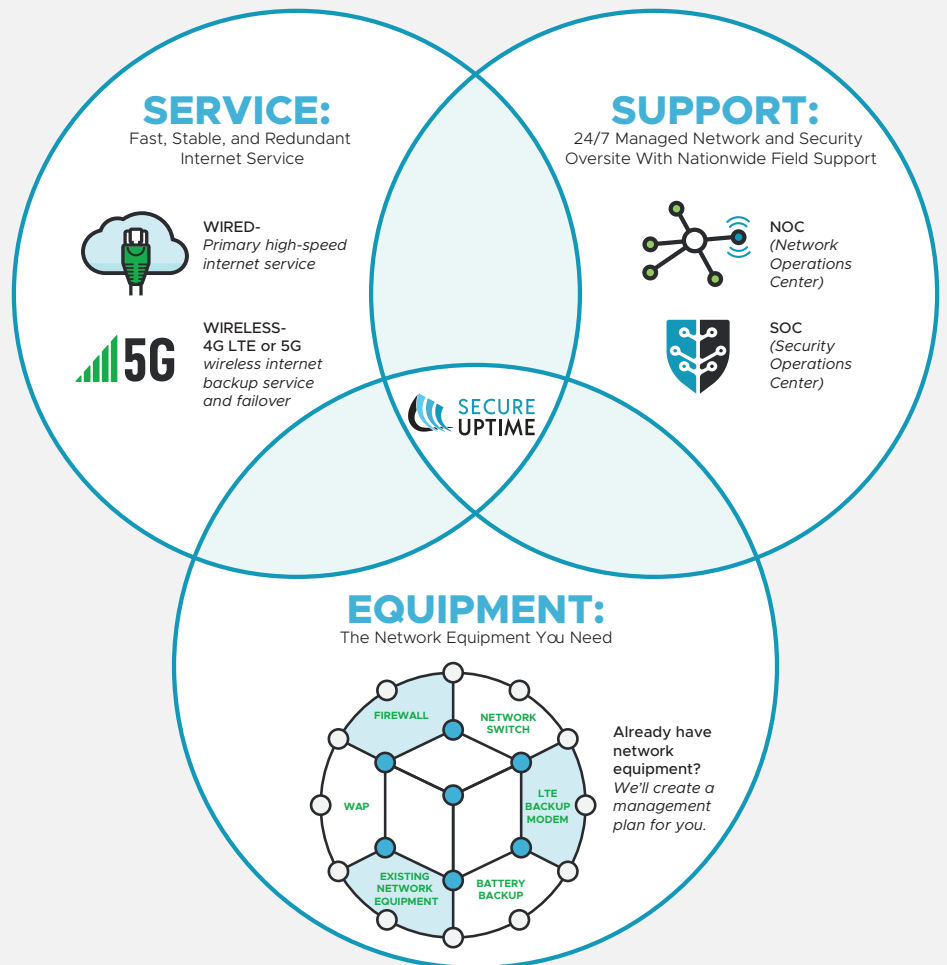 SERVICE:
Fast, Stable, and Redundant
Internet Service
WIRED-
Primary high-speed
internet service
5G
WIRELESS-
4G LTE or 5G
wireless internet
backup service
and failover
SUPPORT:
24/7 Managed Network and Security
Oversite With Nationwide Field Support
NOC
(Network
Operations
Center)
SOC
(Security
Operations
Center)
SECURE
UPTIME
EQUIPMENT:
The Network Equipment You Need
FIREWALL
NETWORK
SWITCH
WAP
LTE
BACKUP
MODEM
EXISTING
NETWORK
EQUIPMENT
BATTERY
BACKUP
Already have
network
equipment?
We'll create a
management
plan for you.